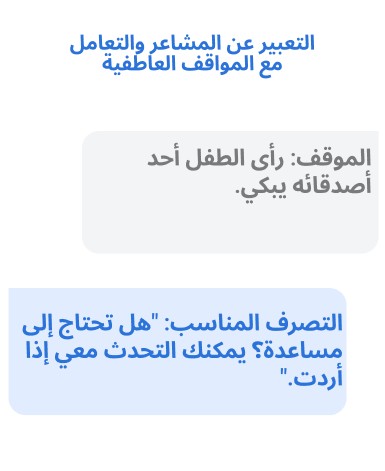 التعبير عن المشاعر والتعامل
مع المواقف العاطفية
الموقف: رأى الطفل أحد
أصدقائه يبكي.
التصرف المناسب: "هل تحتاج إلى
مساعدة؟ يمكنك التحدث معي إذا
أردت."